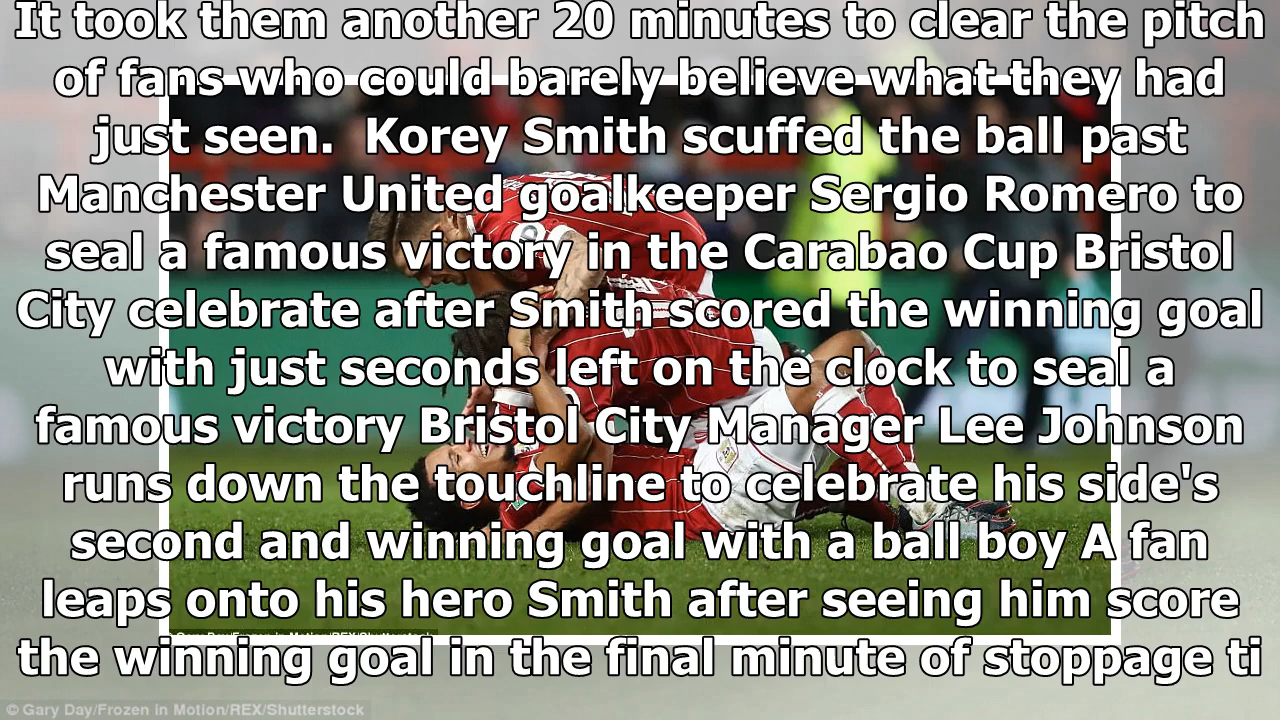 It took them another 20 minutes to clear the pitch
of fans who could barely believe what they had
just seen.  Korey Smith scuffed the ball past
Manchester United goalkeeper Sergio Romero to
seal a famous victory in the Carabao Cup Bristol
City celebrate after Smith scored the winning goal
with just seconds left on the clock to seal a
famous victory Bristol City Manager Lee Johnson
runs down the touchline to celebrate his side's
second and winning goal with a ball boy A fan
leaps onto his hero Smith after seeing him score
the winning goal in the final minute of stoppage ti
© Gary Day/Frozen in Motion/REX/Shutterstock